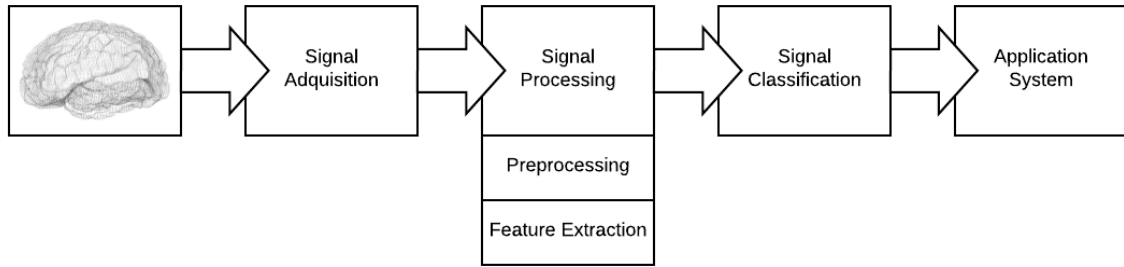 Signal
Adquisition
Signal
Processing
Preprocessing
Feature Extraction
Signal
Classification
Application
System